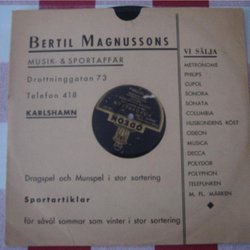 BERTIL MAGNUSSONS
MUSIK- & SPORTAFFÄR
Drottninggatan 73
Telefon 418
KARLSHAMN
VI SÄLJA
METRONOME
PHILIPS
CUPOL
SONORA
SONATA
COLUMBIA
HUSBONDENS RÖST
ODEON
MUSICA
DECCA
POLYDOR
POLYPHON
TELEFUNKEN
M. FL. MÄRKEN
Dragspel och Munspel i stor sortering
Sportartiklar
för såväl sommar som vinter i stor sortering